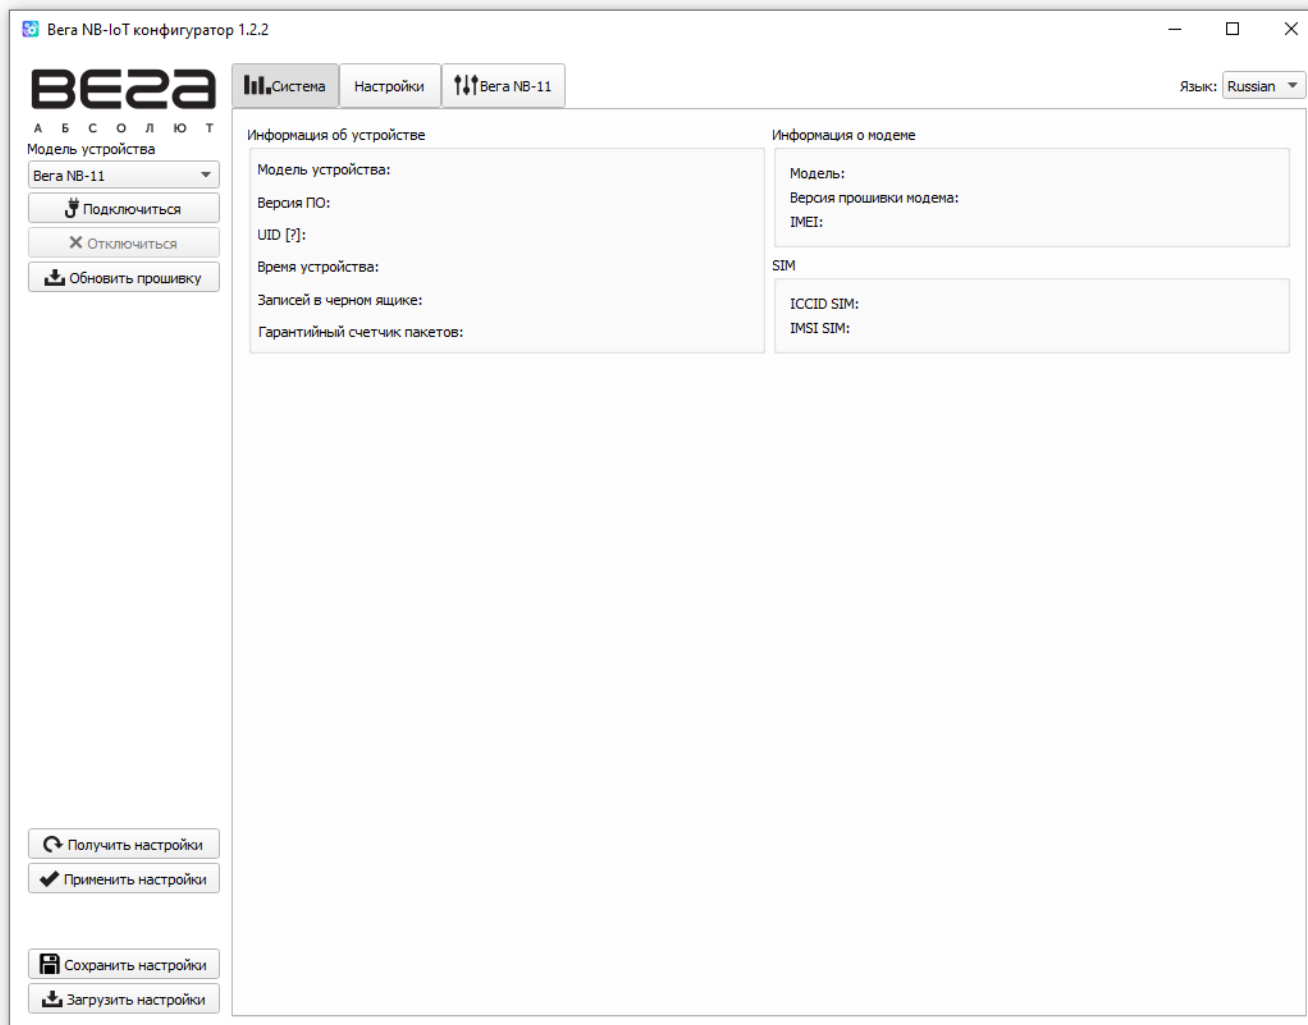 Вега NB-IoT конфигуратор 1.2.2
ВЕГА
АБСОЛЮТ
Модель устройства
Вега NB-11
Подключиться
Отключиться
Обновить прошивку
Получить настройки
Применить настройки
Сохранить настройки
Загрузить настройки
Система
Настройки
Вега NB-11
Язык: Russian
Информация об устройстве
Модель устройства:
Версия ПО:
UID [?]:
Время устройства:
Записей в черном ящике:
Гарантийный счетчик пакетов:
Информация о модеме
Модель:
Версия прошивки модема:
IMEI:
SIM
ICCID SIM:
IMSI SIM: